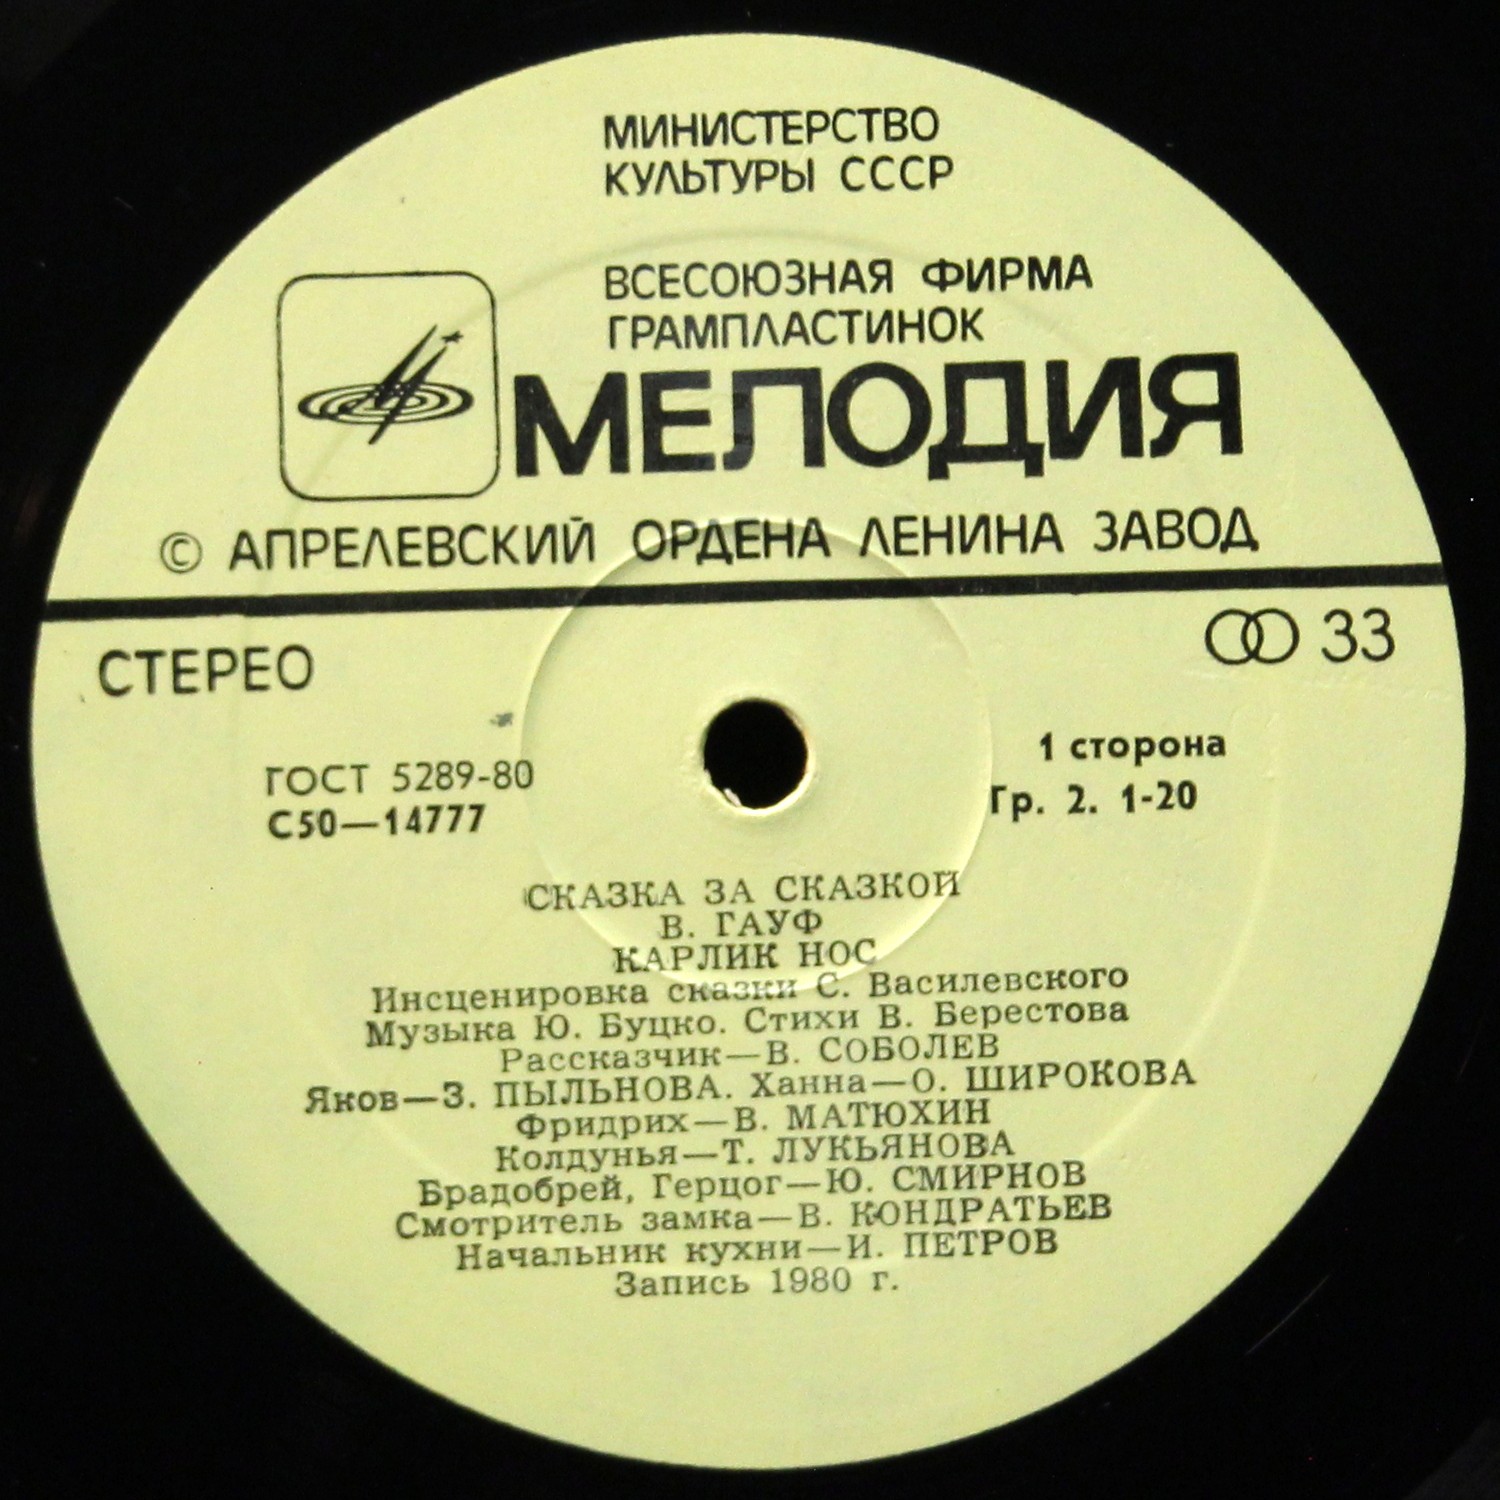 МИНИСТЕРСТВО
КУЛЬТУРЫ СССР
ВСЕСОЮЗНАЯ ФИРМА
ГРАМПЛАСТИНОК
МЕЛОДИЯ
© АПРЕЛЕВСКИЙ ОРДЕНА ЛЕНИНА ЗАВОД
СТЕРЕО
33
ГОСТ 5289-80
С50—14777
1 сторона
Гр. 2. 1-20
СКАЗКА ЗА СКАЗКОЙ
В. ГАУФ
КАРЛИК НОС
Инсценировка сказки С. Василевского
Музыка Ю. Буцко. Стихи В. Берестова
Рассказчик—В. СОБОЛЕВ
Яков—З. ПЫЛЬНОВА. Ханна—О. ШИРОКОВА
Фридрих—В. МАТЮХИН
Колдунья—Т. ЛУКЬЯНОВА
Брадобрей, Герцог—Ю. СМИРНОВ
Смотритель замка—В. КОНДРАТЬЕВ
Начальник кухни—И. ПЕТРОВ
Запись 1980 г.